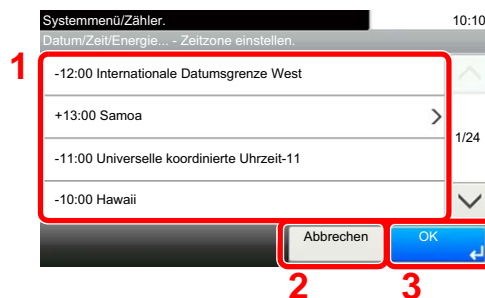 Systemmenü/Zähler. 10:10
Datum/Zeit/Energie... - Zeitzone einstellen.
1
-12:00 Internationale Datumsgrenze West
+13:00 Samoa
1/24
-11:00 Universelle koordinierte Uhrzeit-11
-10:00 Hawaii
Abbrechen OK
2 3